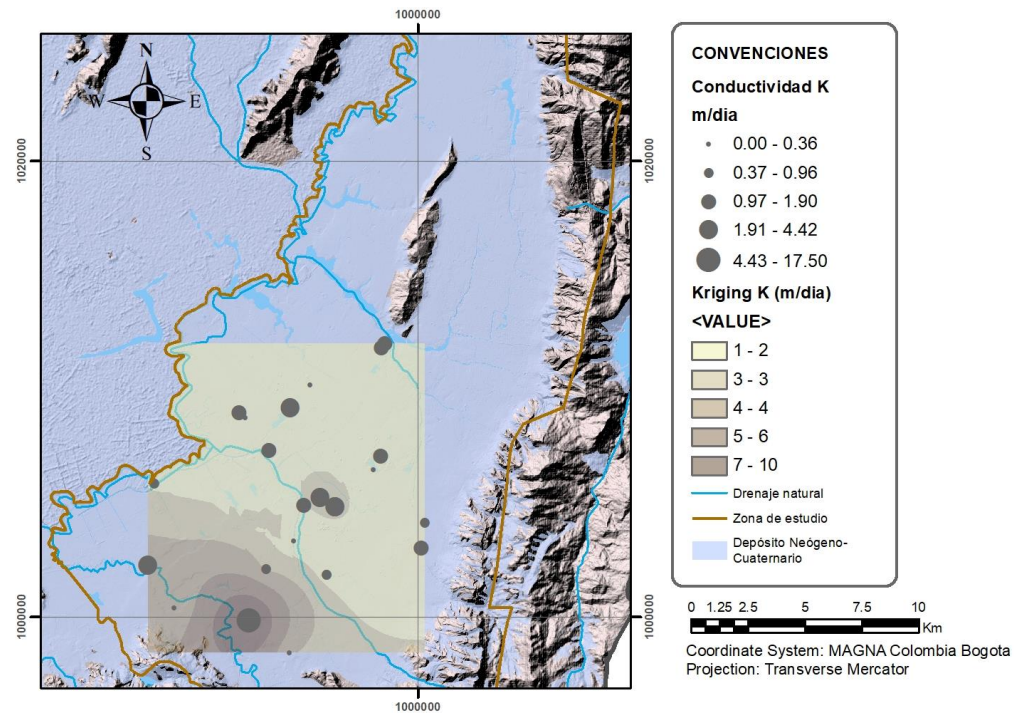 1000000
N
W
E
S
1020000
1020000
1000000
1000000
1000000
CONVENCIONES
Conductividad K
m/dia
0.00 - 0.36
0.37 - 0.96
0.97 - 1.90
1.91 - 4.42
4.43 - 17.50
Kriging K (m/dia)
<VALUE>
1 - 2
3 - 3
4 - 4
5 - 6
7 - 10
Drenaje natural
Zona de estudio
Depósito Neógeno-
Cuaternario
0 1.25 2.5 5 7.5 10
Km
Coordinate System: MAGNA Colombia Bogota
Projection: Transverse Mercator